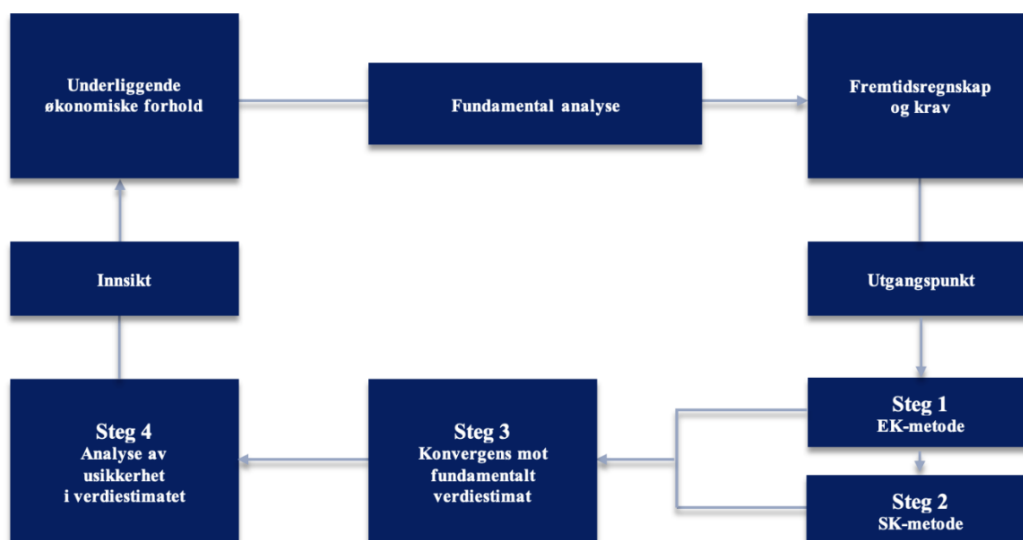 Underliggende
økonomiske forhold
Fundamental analyse
Fremtidsregnskap
og krav
Innsikt
Utgangspunkt
Steg 1
EK-metode
Steg 2
SK-metode
Steg 3
Konvergens mot
fundamentalt
verdiestimat
Steg 4
Analyse av
usikkerhet
i verdiestimatet